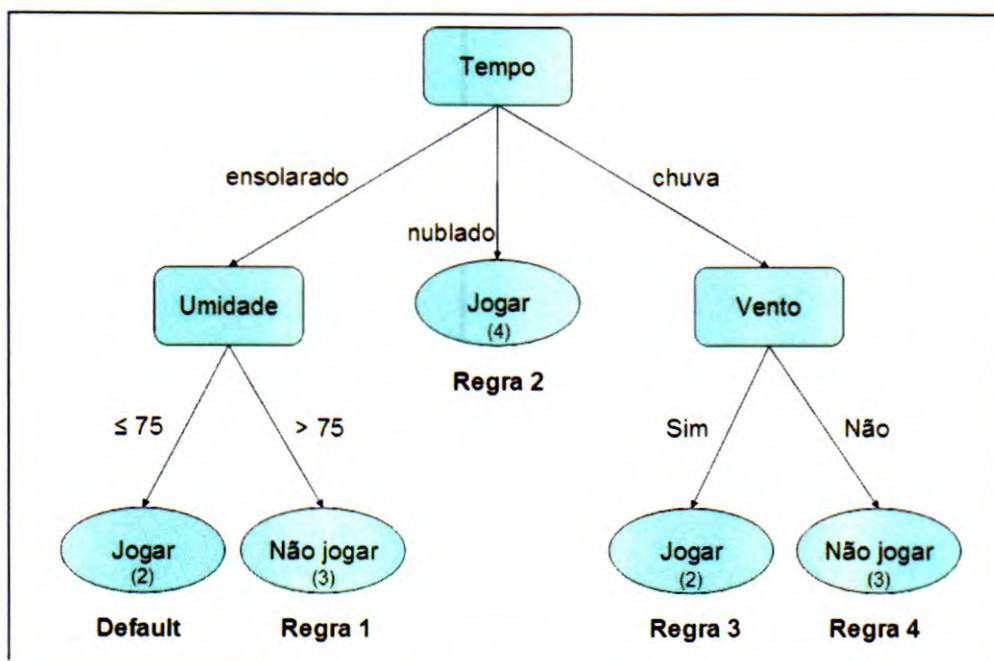 Tempo
ensolarado
nublado
chuva
Umidade
Jogar
(4)
Regra 2
Vento
≤ 75
> 75
Sim
Não
Jogar
(2)
Default
Não jogar
(3)
Regra 1
Jogar
(2)
Regra 3
Não jogar
(3)
Regra 4